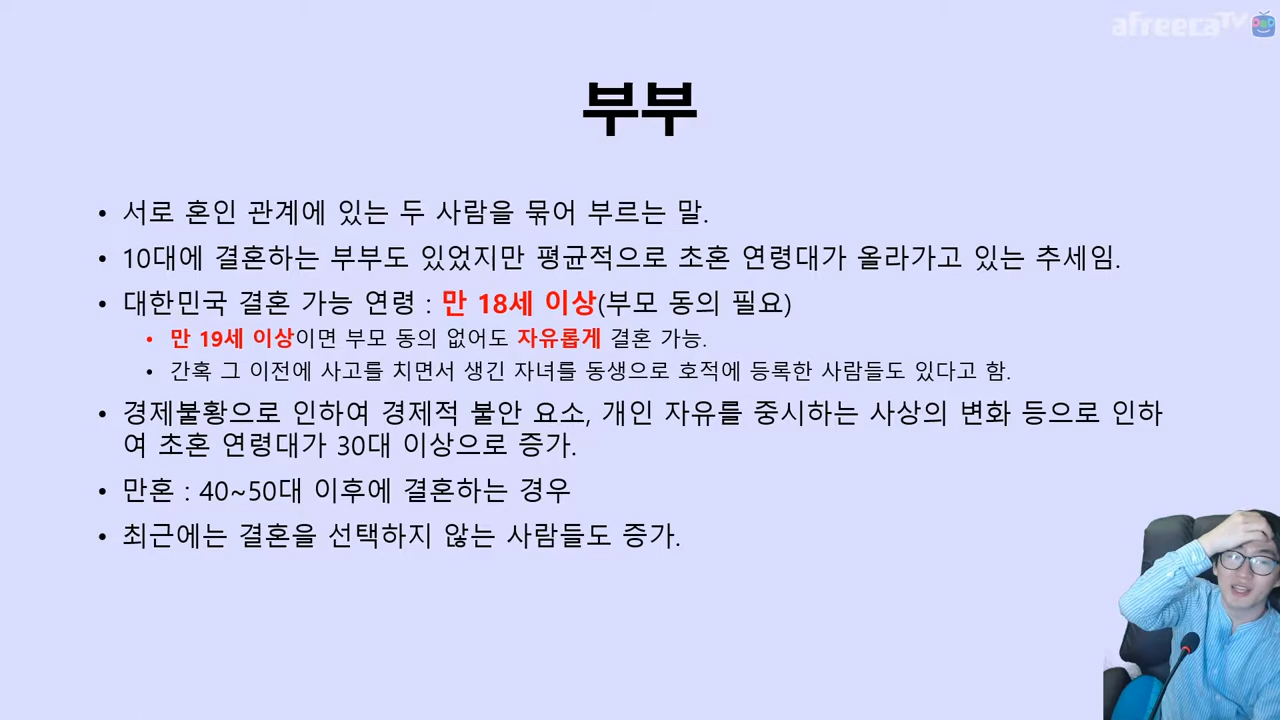 afreecaTV
부부
• 서로 혼인 관계에 있는 두 사람을 묶어 부르는 말.
• 10대에 결혼하는 부부도 있었지만 평균적으로 초혼 연령대가 올라가고 있는 추세임.
• 대한민국 결혼 가능 연령 : 만 18세 이상(부모 동의 필요)
• 만 19세 이상이면 부모 동의 없어도 자유롭게 결혼 가능.
• 간혹 그 이전에 사고를 치면서 생긴 자녀를 동생으로 호적에 등록한 사람들도 있다고 함.
• 경제불황으로 인하여 경제적 불안 요소, 개인 자유를 중시하는 사상의 변화 등으로 인하
여 초혼 연령대가 30대 이상으로 증가.
• 만혼 : 40~50대 이후에 결혼하는 경우
• 최근에는 결혼을 선택하지 않는 사람들도 증가.